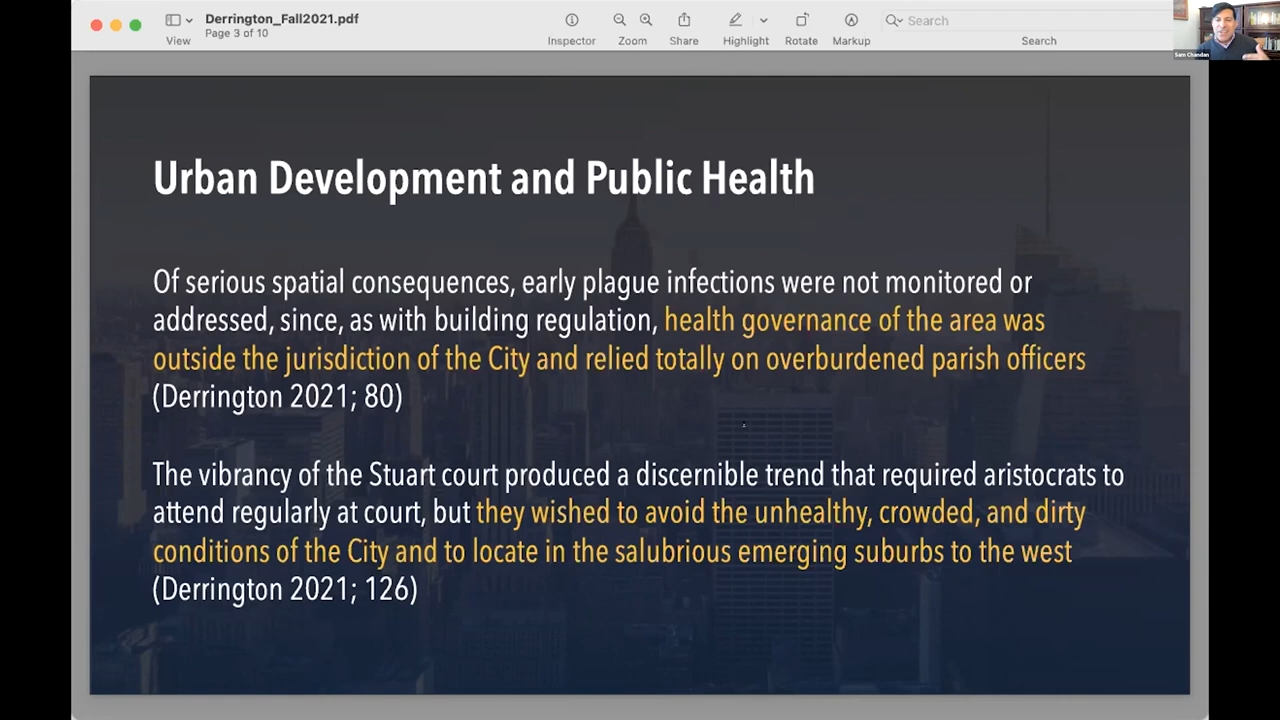 Derrington_Fall2021.pdf
Page 3 of 10
View
Inspector
Zoom
Share
Highlight
Rotate
Markup
Search
Search
Sam Chandan
Urban Development and Public Health
Of serious spatial consequences, early plague infections were not monitored or
addressed, since, as with building regulation, health governance of the area was
outside the jurisdiction of the City and relied totally on overburdened parish officers
(Derrington 2021; 80)
The vibrancy of the Stuart court produced a discernible trend that required aristocrats to
attend regularly at court, but they wished to avoid the unhealthy, crowded, and dirty
conditions of the City and to locate in the salubrious emerging suburbs to the west
(Derrington 2021; 126)